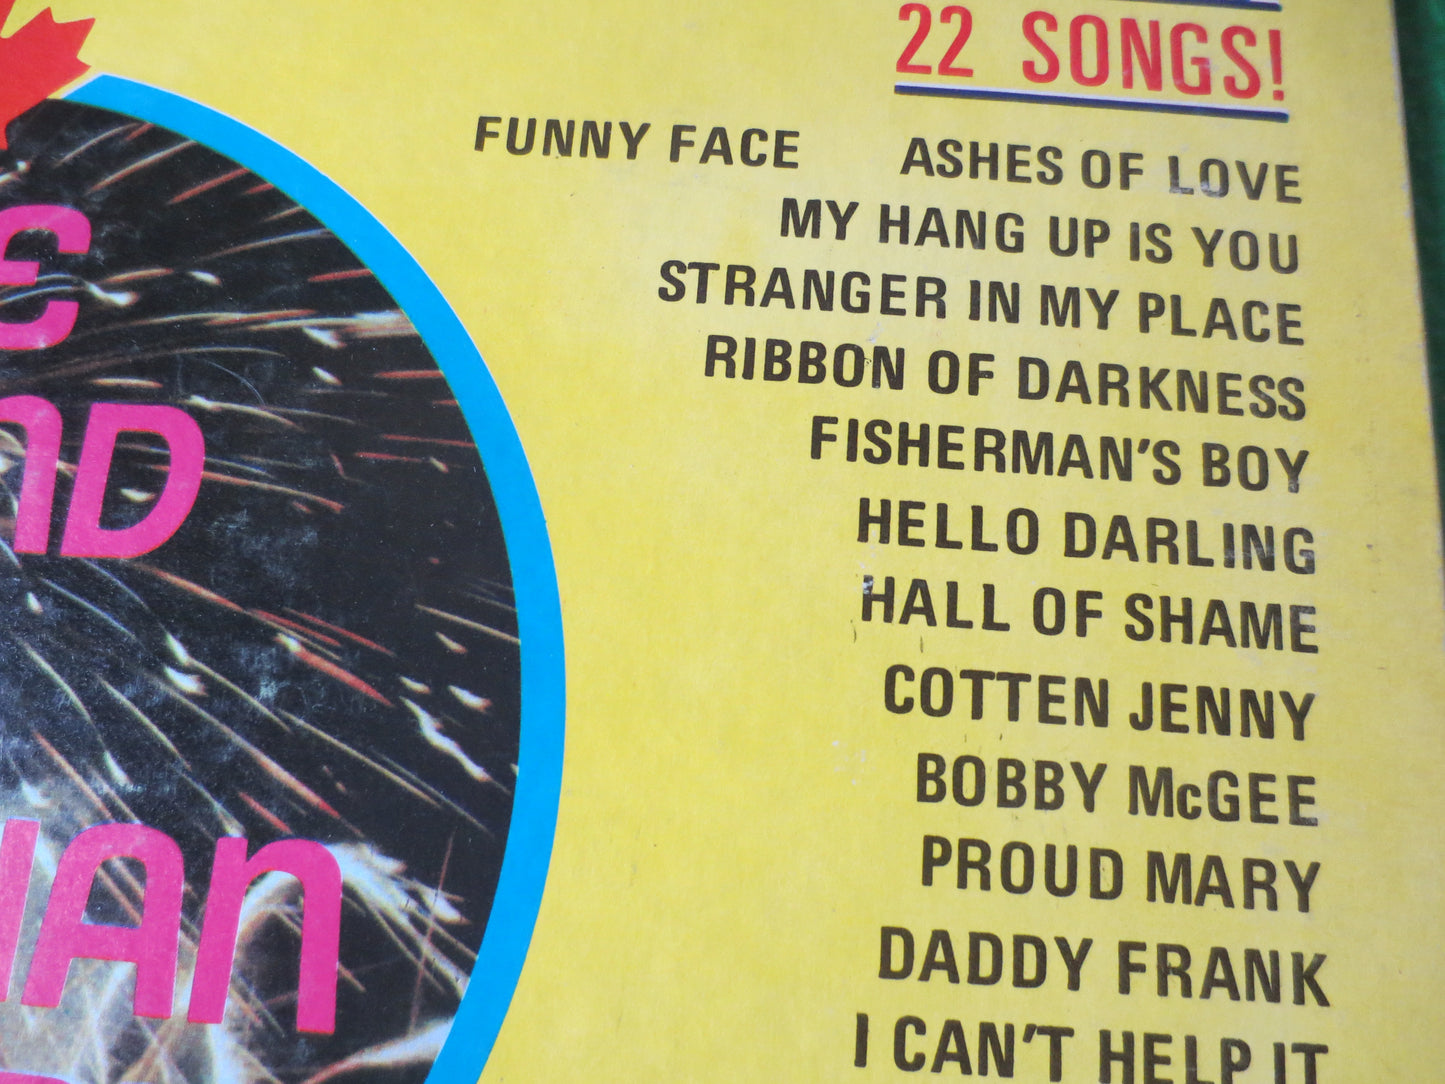 22 SONGS!
FUNNY FACE ASHES OF LOVE
MY HANG UP IS YOU
STRANGER IN MY PLACE
RIBBON OF DARKNESS
FISHERMAN'S BOY
HELLO DARLING
HALL OF SHAME
COTTEN JENNY
BOBBY McGEE
PROUD MARY
DADDY FRANK
I CAN'T HELP IT